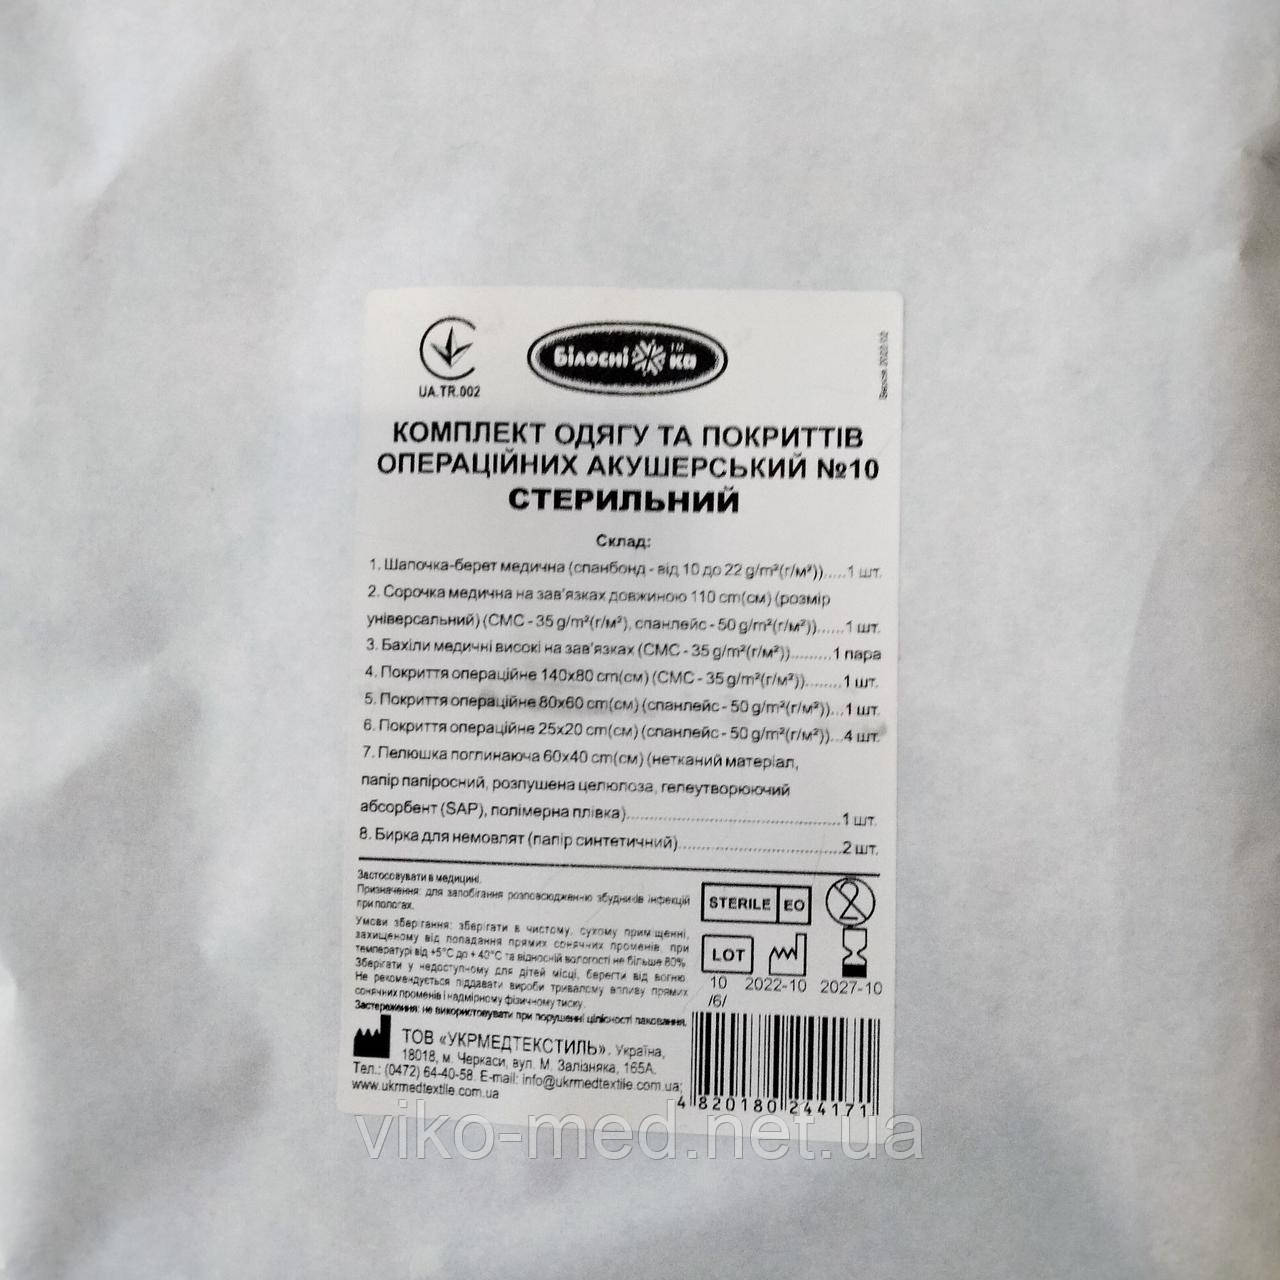 UA.TR.002
Білосні ка™
Версія 2022.02
КОМПЛЕКТ ОДЯГУ ТА ПОКРИТТІВ
ОПЕРАЦІЙНИХ АКУШЕРСЬКИЙ №10
СТЕРИЛЬНИЙ
Склад:
1. Шапочка-берет медична (спанбонд - від 10 до 22 g/m²(г/м²)).....1 шт.
2. Сорочка медична на зав'язках довжиною 110 cm(см) (розмір
універсальний) (СМС - 35 g/m²(г/м²), спанлейс - 50 g/m²(г/м²))......1 шт.
3. Бахіли медичні високі на зав'язках (СМС - 35 g/m²(г/м²)).........1 пара
4. Покриття операційне 140х80 cm(см) (СМС - 35 g/m²(г/м²))........1 шт.
5. Покриття операційне 80х60 cm(см) (спанлейс - 50 g/m²(г/м²))...1 шт.
6. Покриття операційне 25х20 cm(см) (спанлейс - 50 g/m²(г/м²))...4 шт.
7. Пелюшка поглинаюча 60х40 cm(см) (нетканий матеріал,
папір папіросний, розпушена целюлоза, гелеутворюючий
абсорбент (SAP), полімерна плівка)..........................................1 шт.
8. Бирка для немовлят (папір синтетичний)................................2 шт.
Застосовувати в медицині.
Призначення: для запобігання розповсюдженню збудників інфекцій
при пологах.
Умови зберігання: зберігати в чистому, сухому приміщенні,
захищеному від попадання прямих сонячних променів, при
температурі від +5°С до + 40°С та відносній вологості не більше 80%.
Зберігати у недоступному для дітей місці, берегти від вогню.
Не рекомендується піддавати вироби тривалому впливу прямих
сонячних променів і надмірному фізичному тиску.
Застереження: не використовувати при порушенні цілісності паковання.
STERILE EO
2
LOT
10 2022-10 2027-10
/6/
ТОВ «УКРМЕДТЕКСТИЛЬ». Україна,
18018, м. Черкаси, вул. М. Залізняка, 165А.
Тел.: (0472) 64-40-58. E-mail: info@ukrmedtextile.com.ua;
www.ukrmedtextile.com.ua
4 820180 244171
viko-med.net.ua